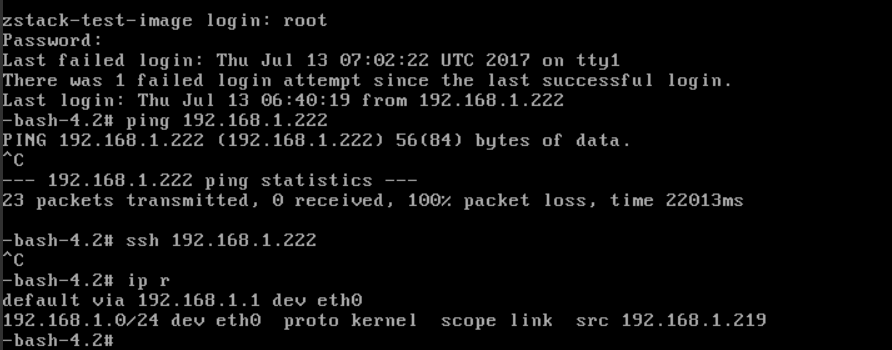 zstack-test-image login: root
Password:
Last failed login: Thu Jul 13 07:02:22 UTC 2017 on tty1
There was 1 failed login attempt since the last successful login.
Last login: Thu Jul 13 06:40:19 from 192.168.1.222
-bash-4.2# ping 192.168.1.222
PING 192.168.1.222 (192.168.1.222) 56(84) bytes of data.
^C
--- 192.168.1.222 ping statistics ---
23 packets transmitted, 0 received, 100% packet loss, time 22013ms

-bash-4.2# ssh 192.168.1.222
^C
-bash-4.2# ip r
default via 192.168.1.1 dev eth0
192.168.1.0/24 dev eth0  proto kernel  scope link  src 192.168.1.219
-bash-4.2#